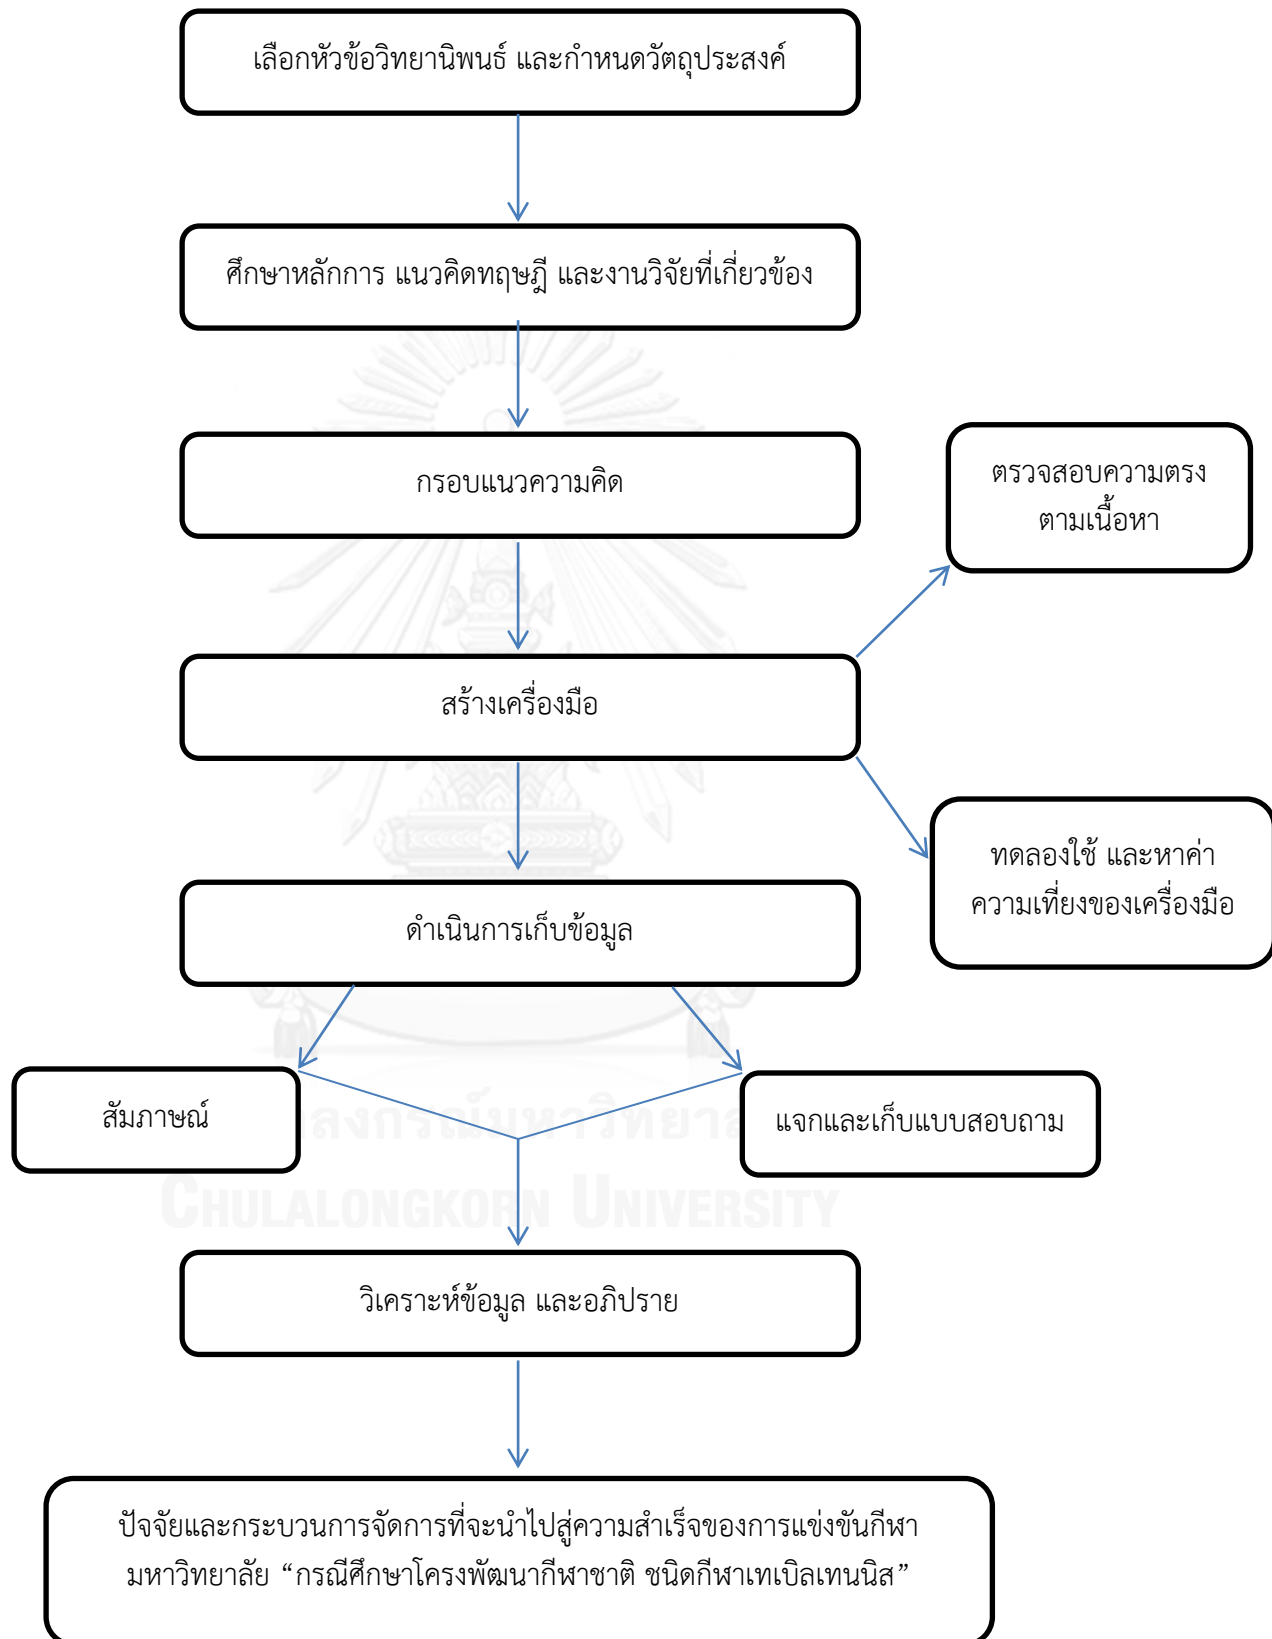 เลือกหัวข้อวิทยานิพนธ์ และกำหนดวัตถุประสงค์
ศึกษาหลักการ แนวคิดทฤษฎี และงานวิจัยที่เกี่ยวข้อง
กรอบแนวความคิด
ตรวจสอบความตรง
ตามเนื้อหา
สร้างเครื่องมือ
ทดลองใช้ และหาค่า
ความเที่ยงของเครื่องมือ
ดำเนินการเก็บข้อมูล
สัมภาษณ์
แจกและเก็บแบบสอบถาม
ลงกรณ์มหาวิทยาล
CHULALONGKORN UNIVERSITY
วิเคราะห์ข้อมูล และอภิปราย
ปัจจัยและกระบวนการจัดการที่จะนำไปสู่ความสำเร็จของการแข่งขันกีฬา
มหาวิทยาลัย “กรณีศึกษาโครงพัฒนากีฬาชาติ ชนิดกีฬาเทเบิลเทนนิส”